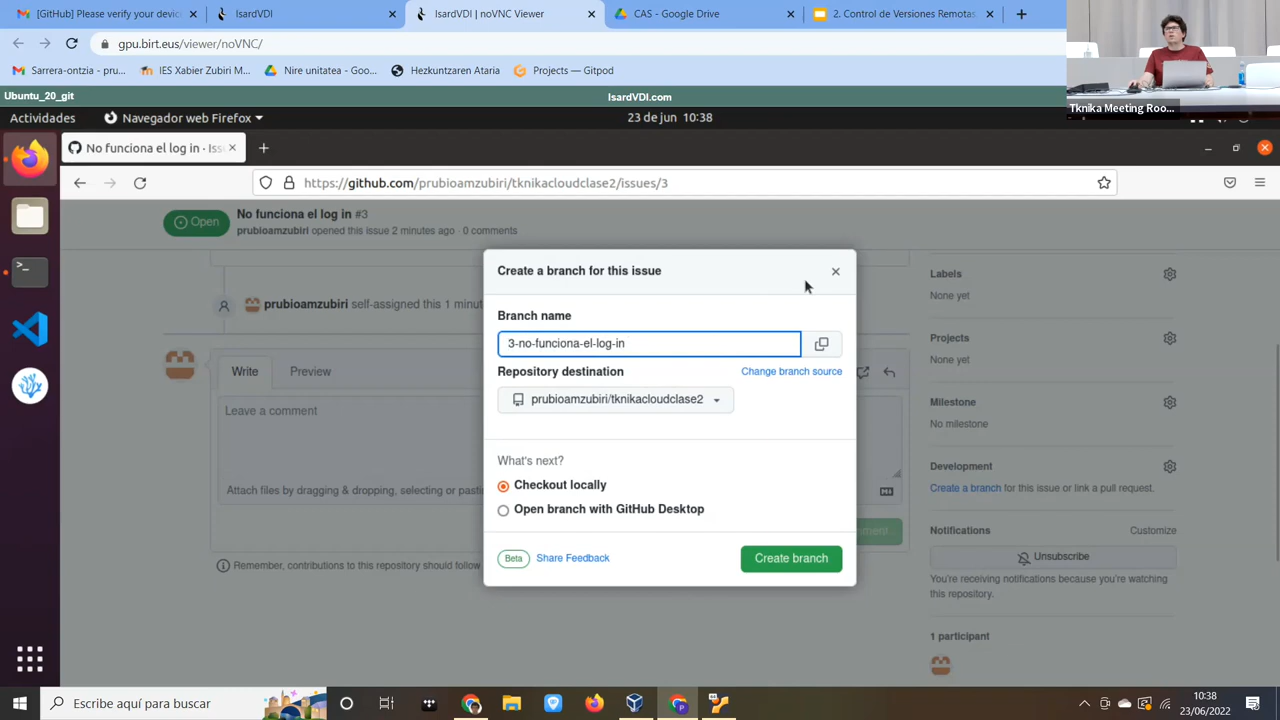 [GitHub] Please verify your device
IsardVDI
IsardVDI | noVNC Viewer
CAS - Google Drive
2. Control de Versiones Remotas
gpu.birt.eus/viewer/noVNC/
Sarrera-ontzia - pru...
IES Xabier Zubiri M...
Nire unitatea - Goo...
Hezkuntzaren Ataria
Projects — Gitpod
Tknika Meeting Roo...
Ubuntu_20_git
IsardVDI.com
Actividades
Navegador web Firefox
23 de jun 10:38
No funciona el log in · Iss
https://github.com/prubioamzubiri/tknikacloudclase2/issues/3
Open
No funciona el log in #3
prubioamzubiri opened this issue 2 minutes ago · 0 comments
prubioamzubiri self-assigned this 1 minut
Write
Preview
Leave a comment
Attach files by dragging & dropping, selecting or paste
Remember, contributions to this repository should follow
Create a branch for this issue
Branch name
3-no-funciona-el-log-in
Repository destination
Change branch source
prubioamzubiri/tknikacloudclase2
What's next?
Checkout locally
Open branch with GitHub Desktop
Beta
Share Feedback
Create branch
Labels
None yet
Projects
None yet
Milestone
No milestone
Development
Create a branch for this issue or link a pull request.
Notifications
Customize
Unsubscribe
You're receiving notifications because you're watching
this repository.
1 participant
Escribe aquí para buscar
10:38
23/06/2022